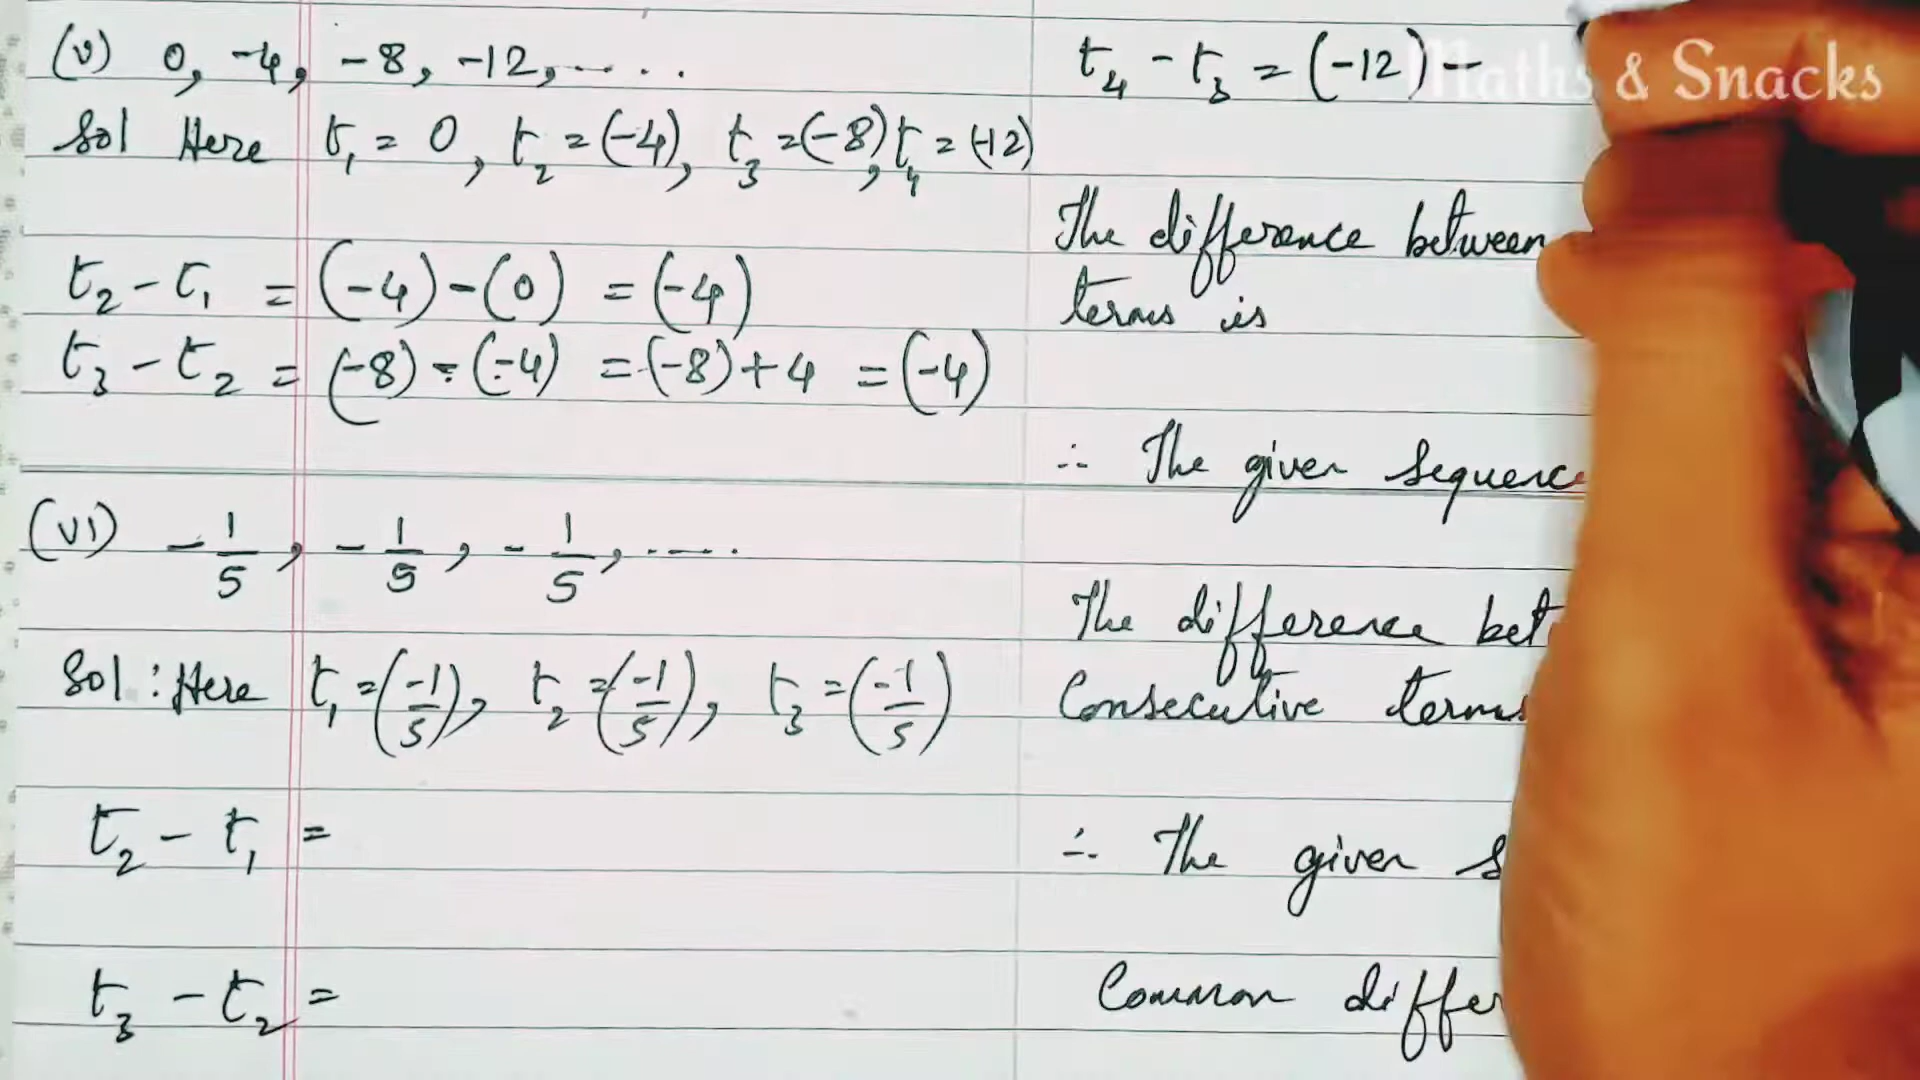 (v) 0, -4, -8, -12, ......
Sol Here t₁ = 0, t₂ = (-4), t₃ = (-8), t₄ = (-12)
t₂ - t₁ = (-4) - (0) = (-4)
t₃ - t₂ = (-8) - (-4) = (-8) + 4 = (-4)
(vi) -1/5, -1/5, -1/5, ......
Sol : Here t₁ = (-1/5), t₂ = (-1/5), t₃ = (-1/5)
t₂ - t₁ =
t₃ - t₂ =
t₄ - t₃ = (-12) -
Maths & Snacks
The difference between
terms is
∴ The given sequence
The difference bet
Consecutive terms
∴ The given s
Common differ